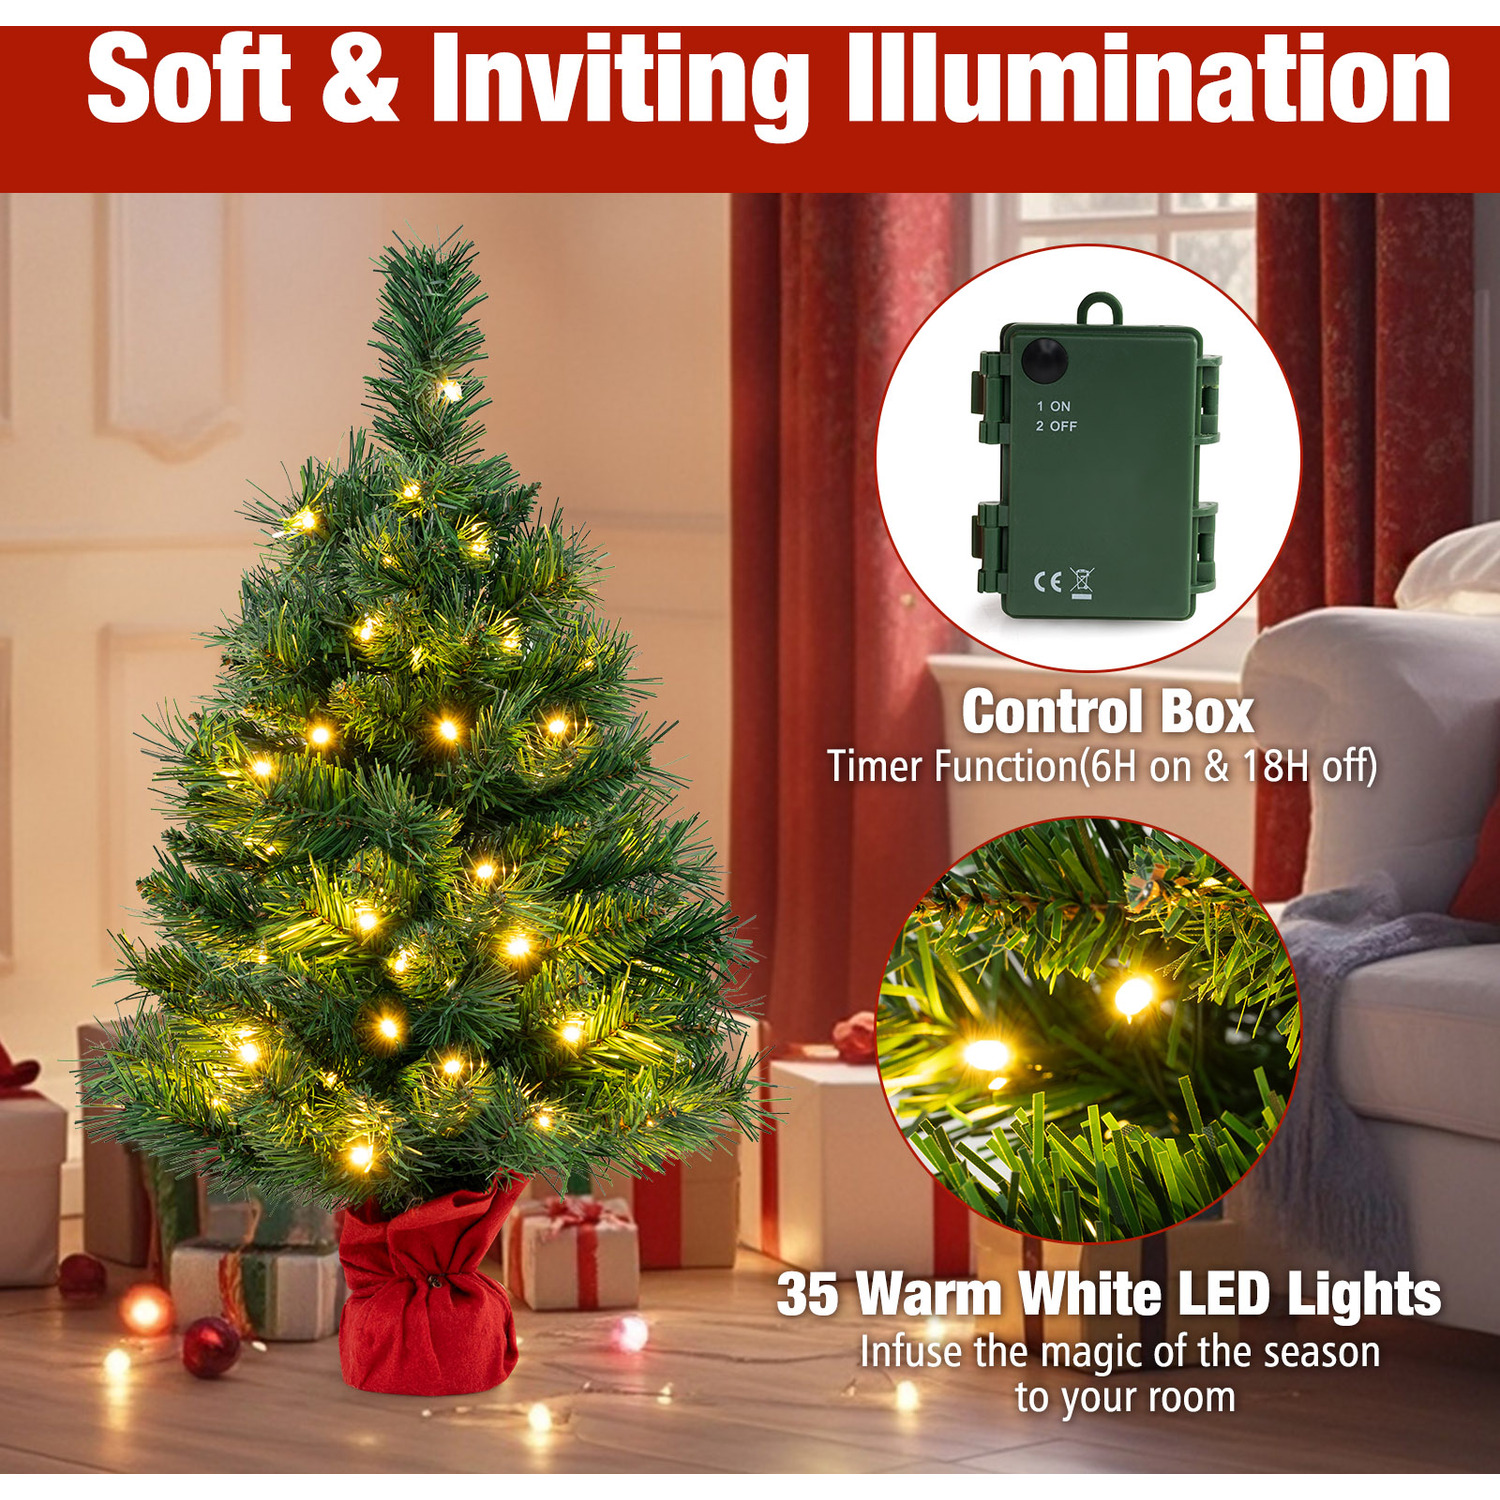 Soft & Inviting Illumination
1 ON
2 OFF
CE
Control Box
Timer Function(6H on & 18H off)
35 Warm White LED Lights
Infuse the magic of the season
to your room